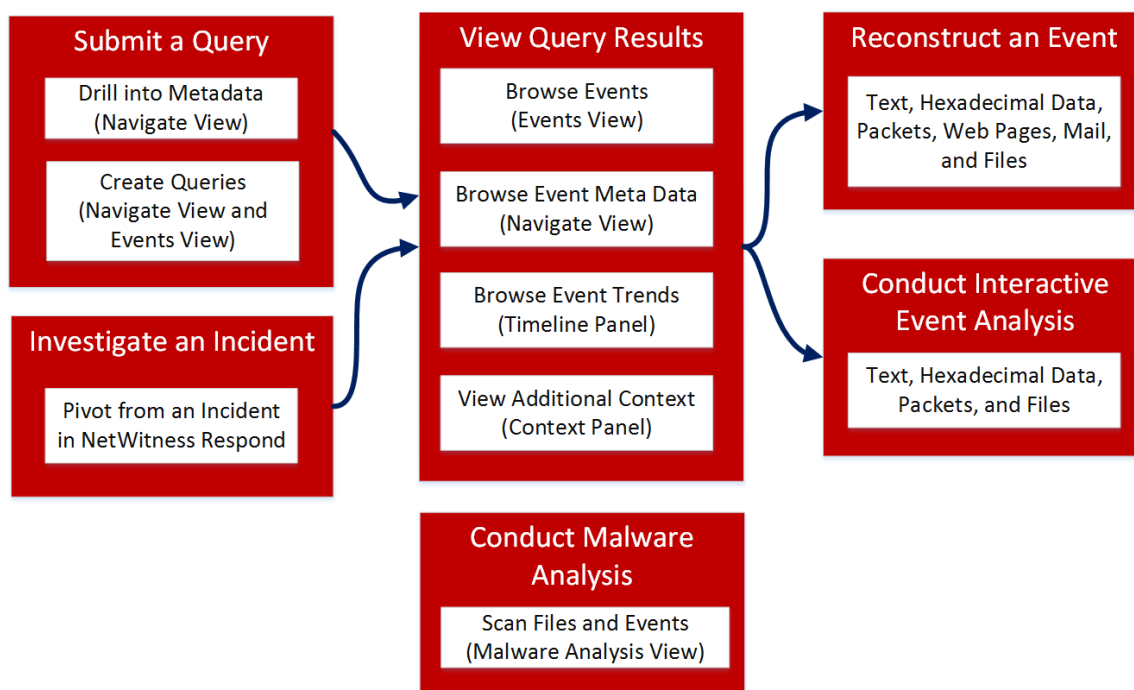 Submit a Query
Drill into Metadata
(Navigate View)
Create Queries
(Navigate View and
Events View)
Investigate an Incident
Pivot from an Incident
in NetWitness Respond
View Query Results
Browse Events
(Events View)
Browse Event Meta Data
(Navigate View)
Browse Event Trends
(Timeline Panel)
View Additional Context
(Context Panel)
Conduct Malware
Analysis
Scan Files and Events
(Malware Analysis View)
Reconstruct an Event
Text, Hexadecimal Data,
Packets, Web Pages, Mail,
and Files
Conduct Interactive
Event Analysis
Text, Hexadecimal Data,
Packets, and Files